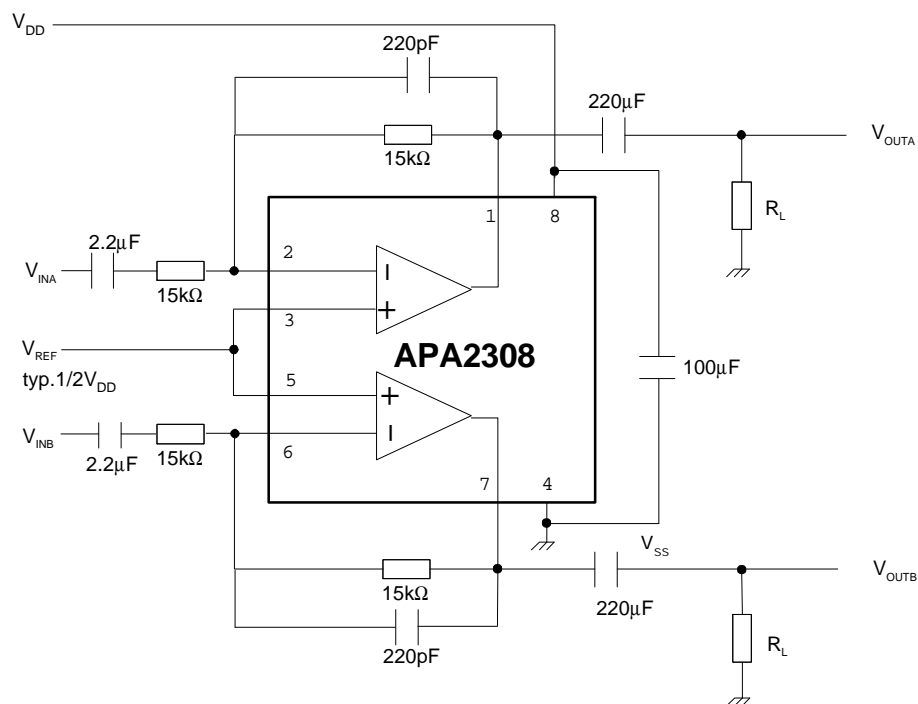 VDD
220pF
220μF
15kΩ
VOUTA
1
8
RL
2.2μF
2
VINA
15kΩ
3
VREF
APA2308
100μF
typ.1/2VDD
5
VINB
2.2μF
15kΩ
6
7
4
VSS
15kΩ
VOUTB
220μF
220pF
RL